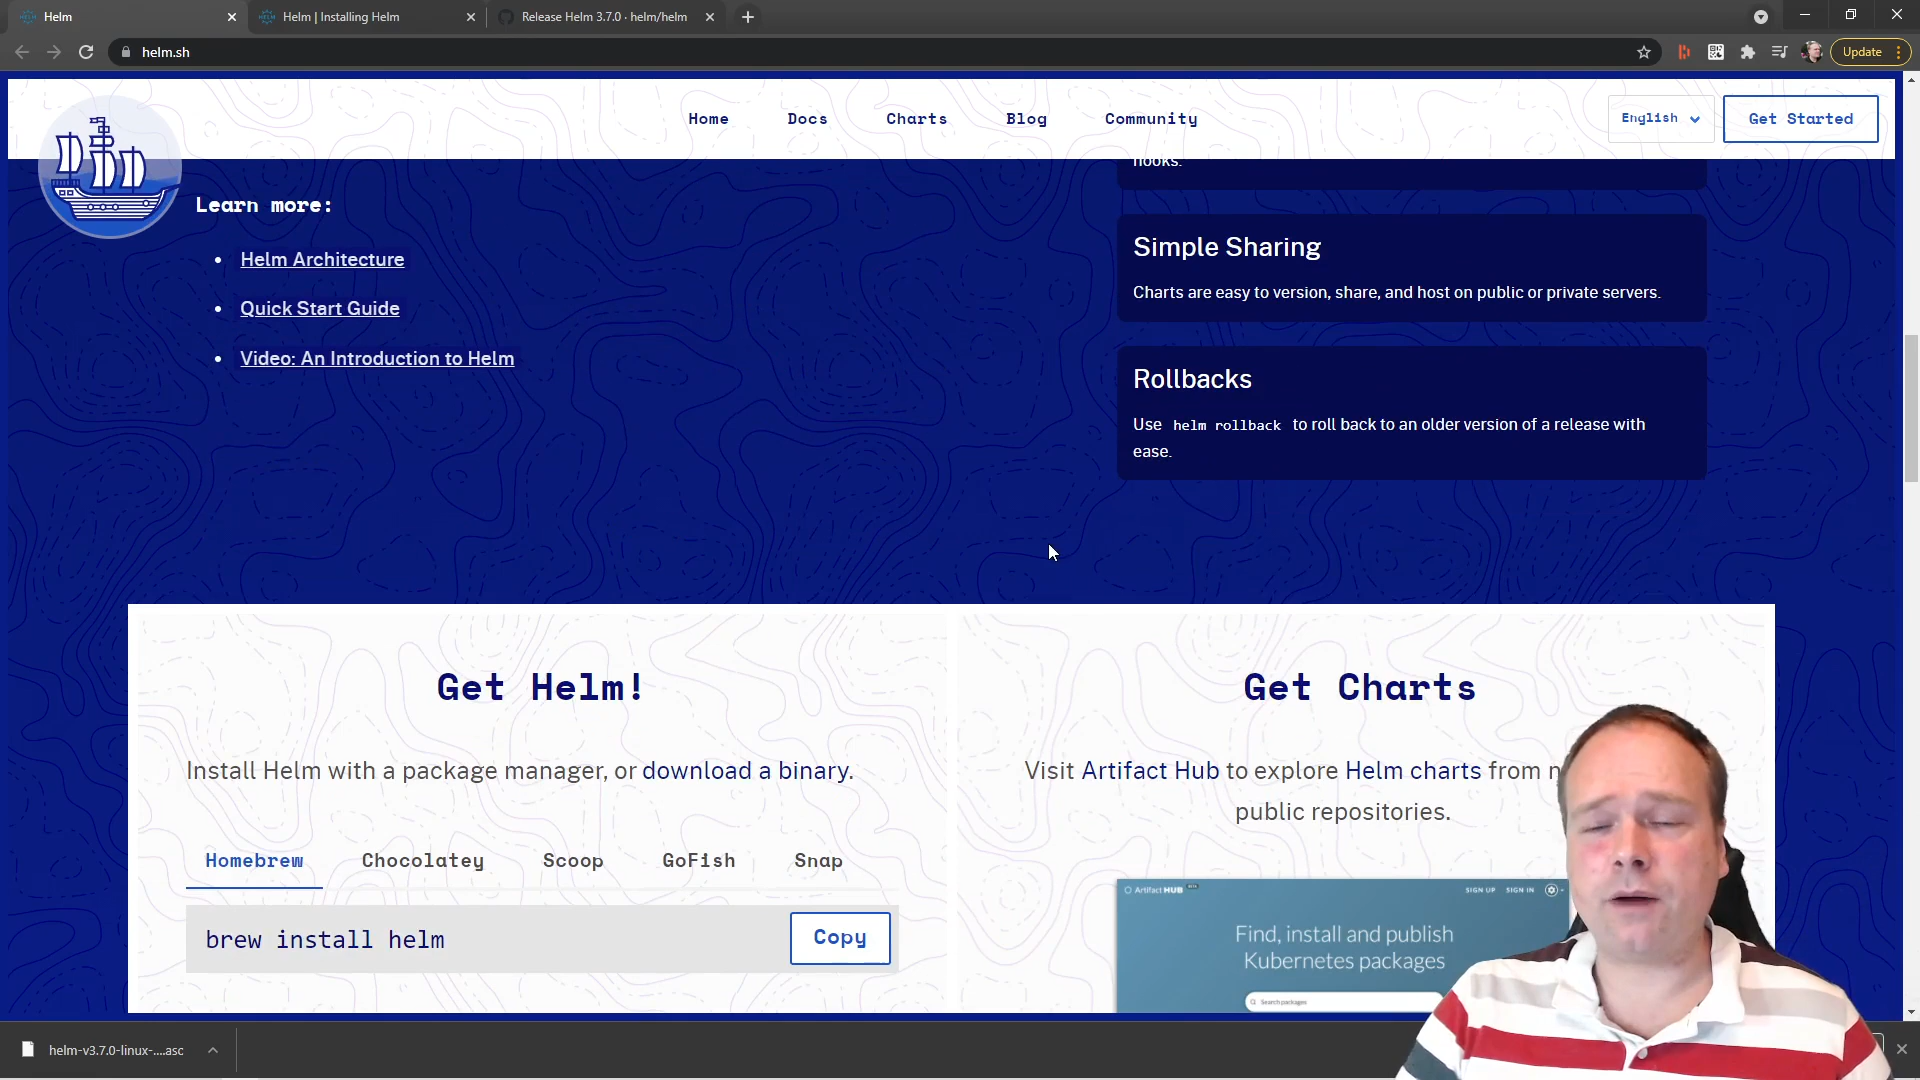 Helm
Helm | Installing Helm
Release Helm 3.7.0 · helm/helm
helm.sh
Update
Home
Docs
Charts
Blog
Community
English
Get Started
hooks.
Learn more:
Helm Architecture
Quick Start Guide
Video: An Introduction to Helm
Simple Sharing
Charts are easy to version, share, and host on public or private servers.
Rollbacks
Use helm rollback to roll back to an older version of a release with
ease.
Get Helm!
Install Helm with a package manager, or download a binary.
Homebrew
Chocolatey
Scoop
GoFish
Snap
brew install helm
Copy
Get Charts
Visit Artifact Hub to explore Helm charts from
public repositories.
Artifact HUB
SIGN UP
SIGN IN
Find, install and publish
Kubernetes packages
Search packages
helm-v3.7.0-linux-....asc